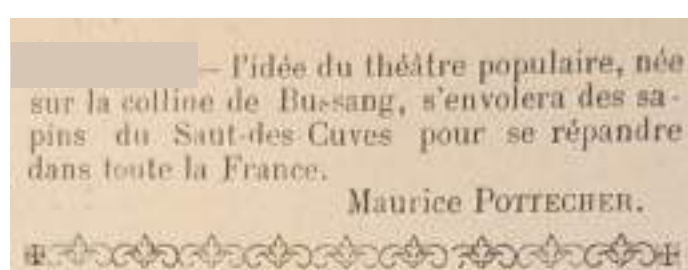 — l'idée du théâtre populaire, née
sur la colline de Bussang, s'envolera des sa-
pins du Saut-des Cuves pour se répandre
dans toute la France.
Maurice POTTECHER.